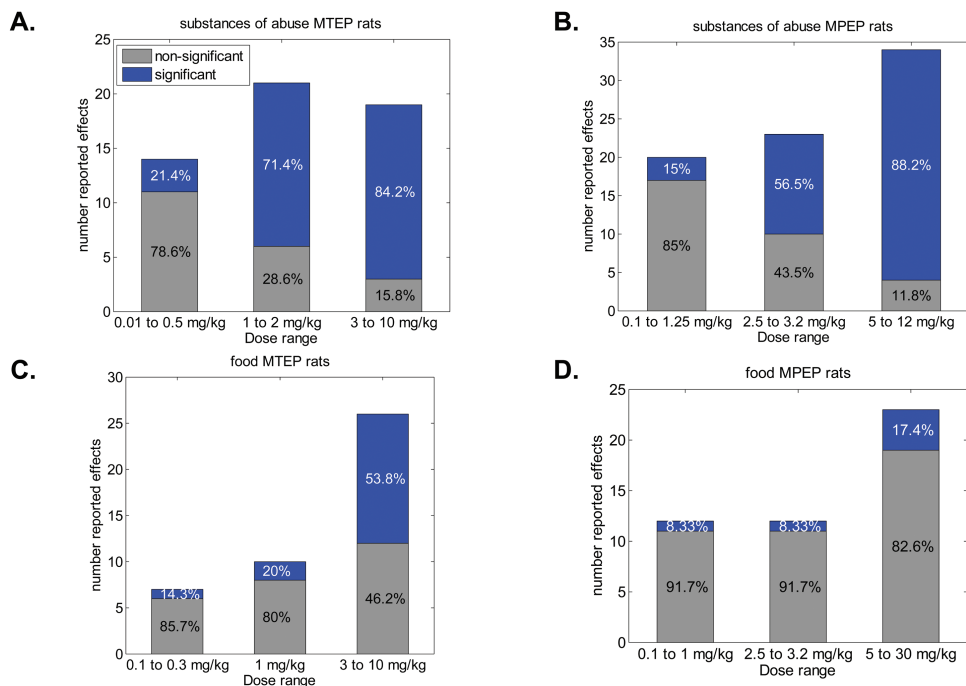 A.
substances of abuse MTEP rats
25
20
15
10
5
0
number reported effects
non-significant
significant
21.4%
78.6%
71.4%
28.6%
84.2%
15.8%
0.01 to 0.5 mg/kg
1 to 2 mg/kg
3 to 10 mg/kg
Dose range
B.
substances of abuse MPEP rats
35
30
25
20
15
10
5
0
number reported effects
15%
85%
56.5%
43.5%
88.2%
11.8%
0.1 to 1.25 mg/kg
2.5 to 3.2 mg/kg
5 to 12 mg/kg
Dose range
C.
food MTEP rats
30
25
20
15
10
5
0
number reported effects
14.3%
85.7%
20%
80%
53.8%
46.2%
0.1 to 0.3 mg/kg
1 mg/kg
3 to 10 mg/kg
Dose range
D.
food MPEP rats
25
20
15
10
5
0
number reported effects
8.33%
91.7%
8.33%
91.7%
17.4%
82.6%
0.1 to 1 mg/kg
2.5 to 3.2 mg/kg
5 to 30 mg/kg
Dose range